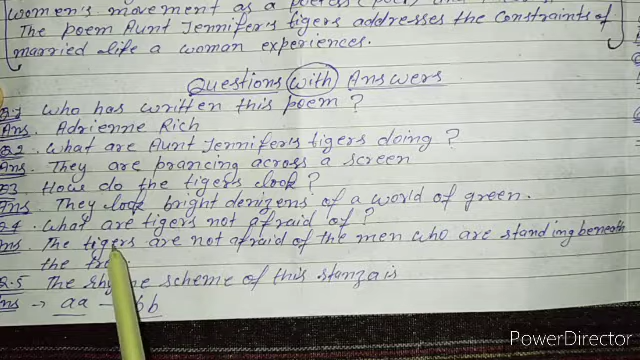 women's movement as a
The poem Aunt Jennifer's tigers addresses the constraints of
married life a woman experiences.
Questions with Answers
Q.1 Who has written this poem?
Ans. Adrienne Rich
Q.2. What are Aunt Jennifer's tigers doing?
Ans. They are prancing across a screen
Q3 How do the tigers look?
Ans. They look bright denizens of a world of green.
Q.4 What are tigers not afraid of?
Ans. The tigers are not afraid of the men who are standing beneath
the tree.
Q.5 The rhyme scheme of this stanza is
Ans → aa - bb
PowerDirector